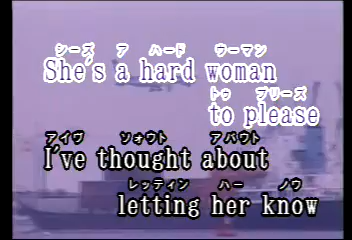 シーズ ア ハード ウーマン
She's a hard woman
トゥ プリーズ
to please
アイヴ ソォウト アバウト
I've thought about
レッティン ハー ノウ
letting her know